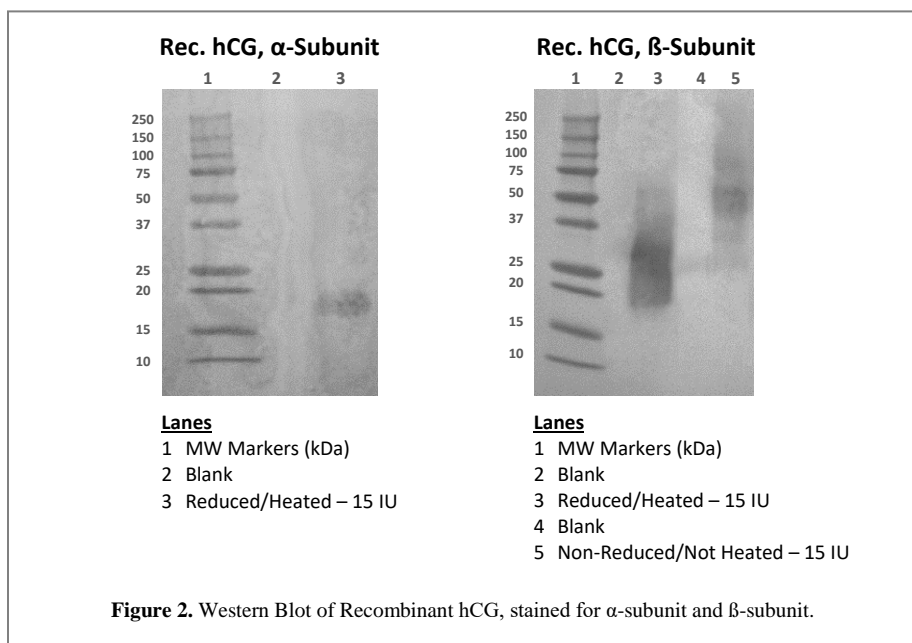 Rec. hCG, α-Subunit
1 2 3
250
150
100
75
50
37
25
20
15
10
Lanes
1 MW Markers (kDa)
2 Blank
3 Reduced/Heated – 15 IU
Rec. hCG, ß-Subunit
1 2 3 4 5
250
150
100
75
50
37
25
20
15
10
Lanes
1 MW Markers (kDa)
2 Blank
3 Reduced/Heated – 15 IU
4 Blank
5 Non-Reduced/Not Heated – 15 IU
Figure 2. Western Blot of Recombinant hCG, stained for α-subunit and ß-subunit.